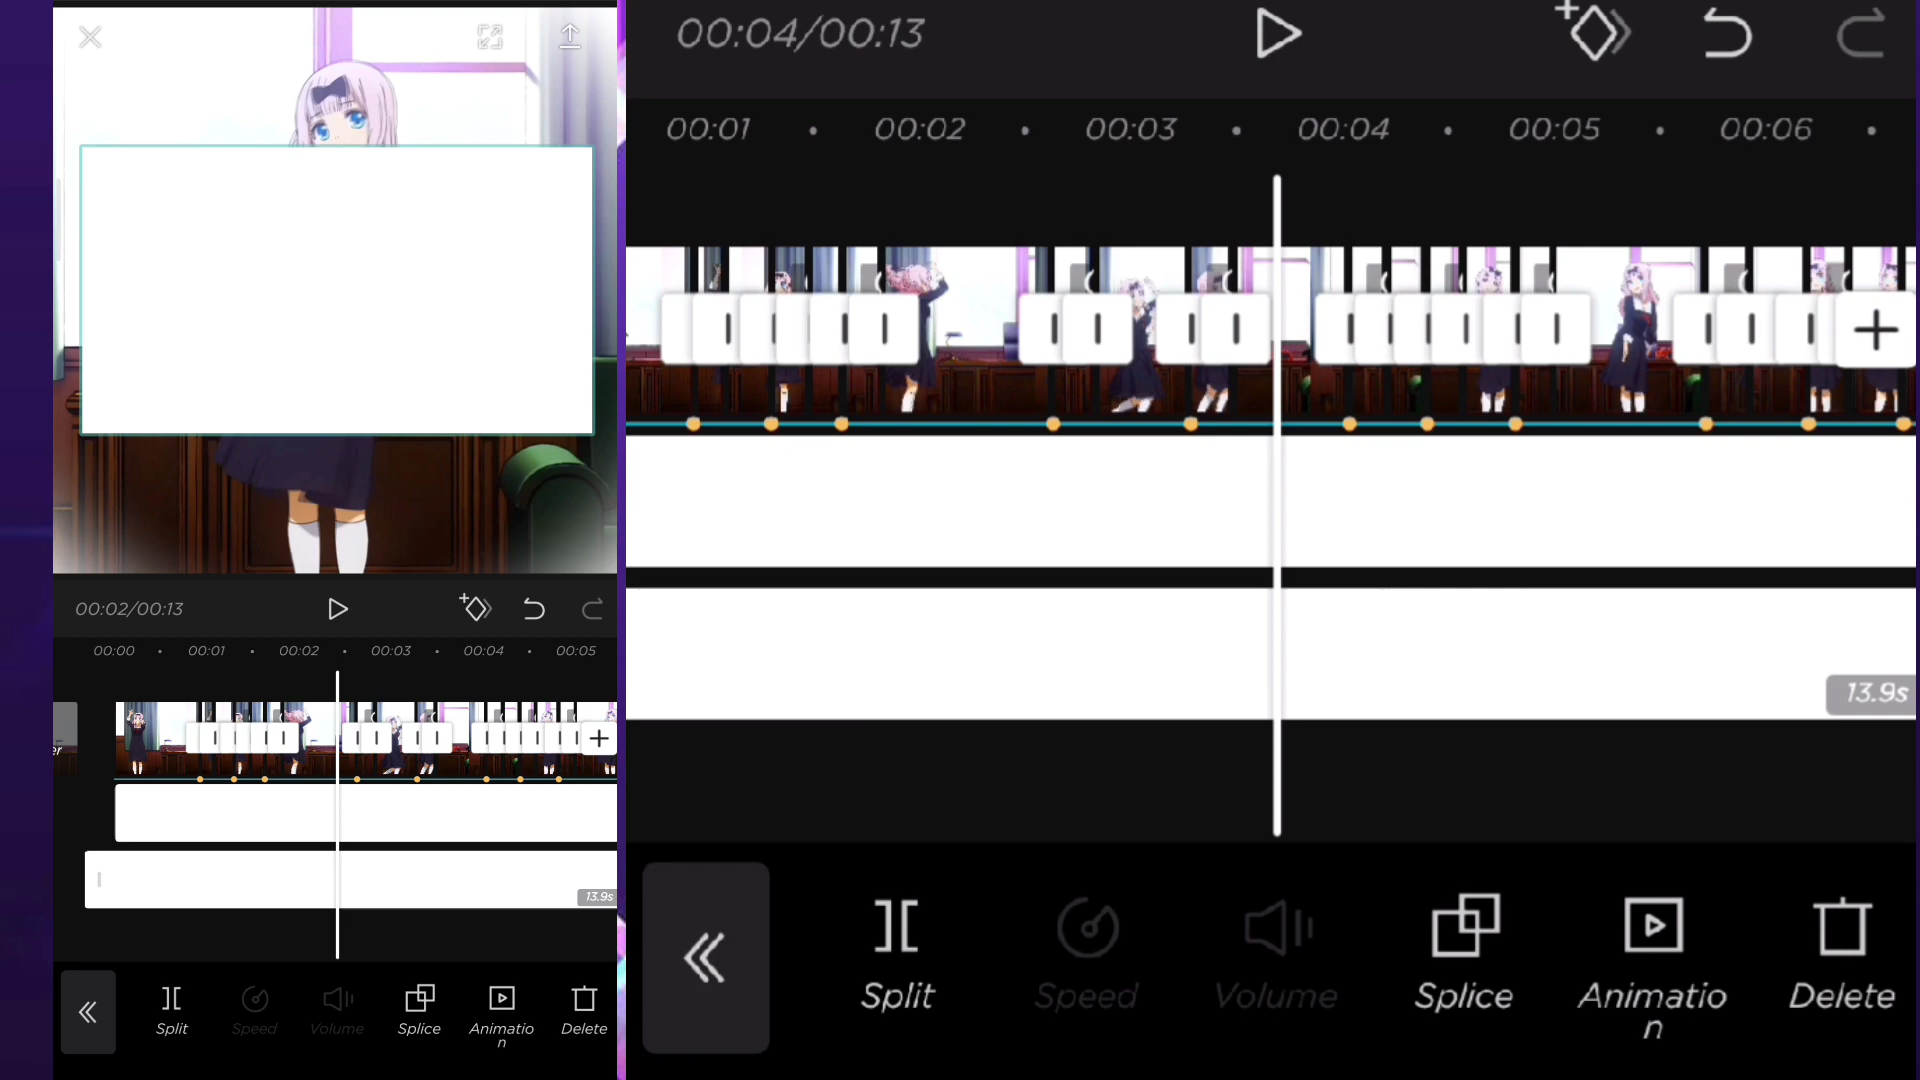 00:02/00:13
00:00 00:01 00:02 00:03 00:04 00:05
er
13.9s
Split Speed Volume Splice Animatio Delete
n
00:04/00:13
00:01 00:02 00:03 00:04 00:05 00:06
13.9s
Split Speed Volume Splice Animatio Delete
n